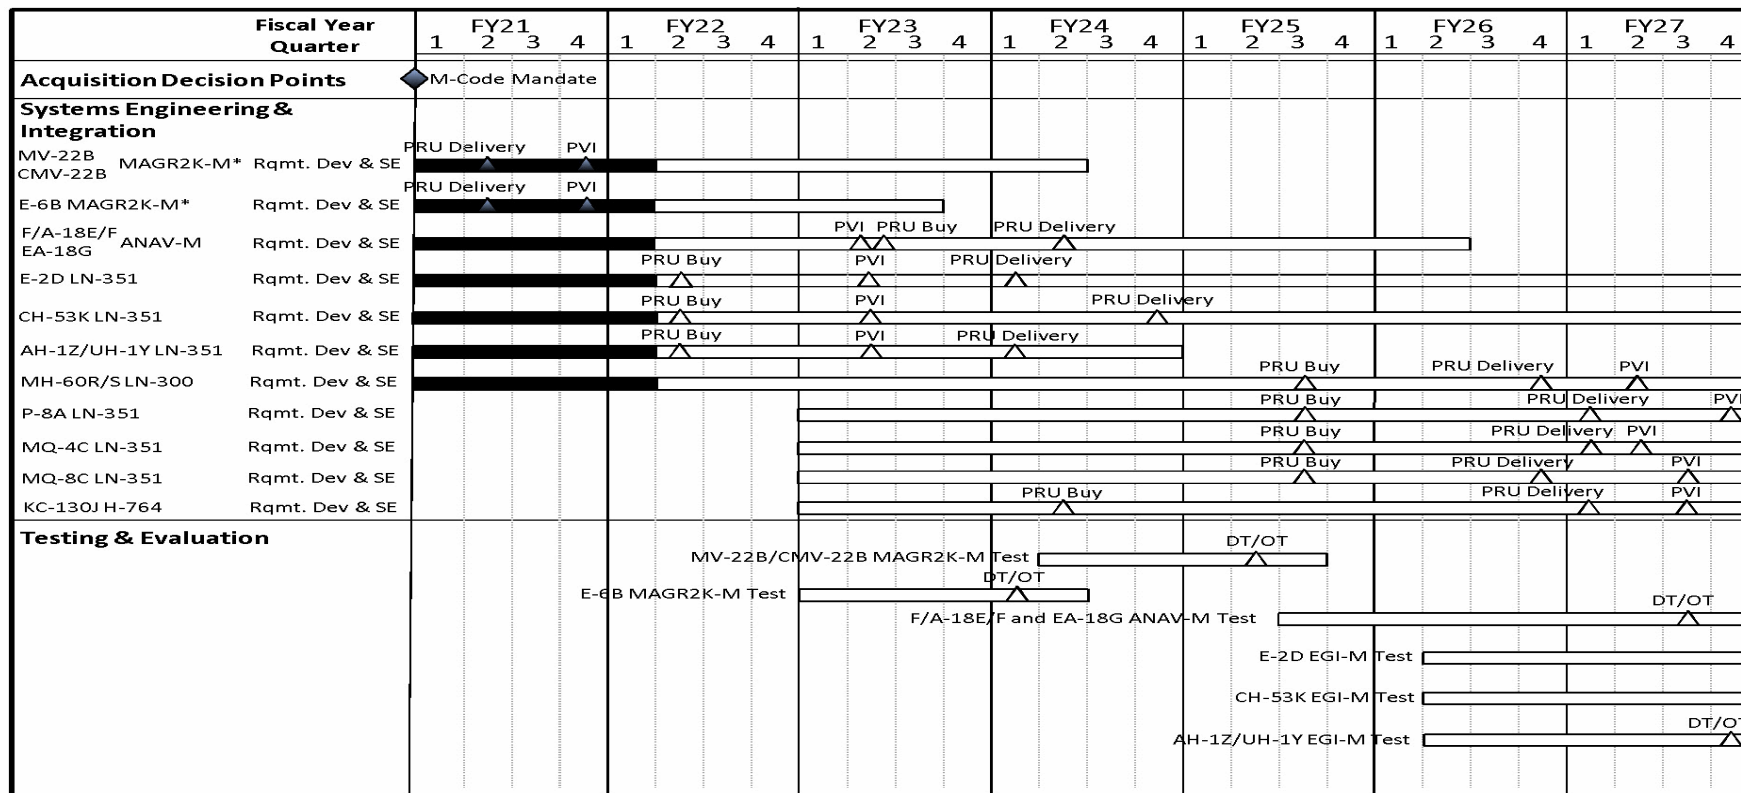 Fiscal Year FY21 FY22 FY23 FY24 FY25 FY26 FY27
Quarter 1 2 3 4 1 2 3 4 1 2 3 4 1 2 3 4 1 2 3 4 1 2 3 4 1 2 3 4
Acquisition Decision Points M-Code Mandate
Systems Engineering &
Integration
PRU Delivery PVI
MV-22B
CMV-22B MAGR2K-M* Rqmt. Dev & SE
PRU Delivery PVI
E-6B MAGR2K-M* Rqmt. Dev & SE
PVI PRU Buy PRU Delivery
F/A-18E/F
EA-18G ANAV-M Rqmt. Dev & SE
PRU Buy PVI PRU Delivery
E-2D LN-351 Rqmt. Dev & SE
PRU Buy PVI PRU Delivery
CH-53K LN-351 Rqmt. Dev & SE
PRU Buy PVI PRU Delivery
AH-1Z/UH-1Y LN-351 Rqmt. Dev & SE
PRU Buy PRU Delivery PVI
MH-60R/S LN-300 Rqmt. Dev & SE
PRU Buy PRU Delivery PVI
P-8A LN-351 Rqmt. Dev & SE
PRU Buy PRU Delivery PVI
MQ-4C LN-351 Rqmt. Dev & SE
PRU Buy PRU Delivery PVI
MQ-8C LN-351 Rqmt. Dev & SE
PRU Buy PRU Delivery PVI
KC-130J H-764 Rqmt. Dev & SE
Testing & Evaluation
DT/OT
MV-22B/CMV-22B MAGR2K-M Test
DT/OT
E-6B MAGR2K-M Test
DT/OT
F/A-18E/F and EA-18G ANAV-M Test
E-2D EGI-M Test
CH-53K EGI-M Test
DT/OT
AH-1Z/UH-1Y EGI-M Test